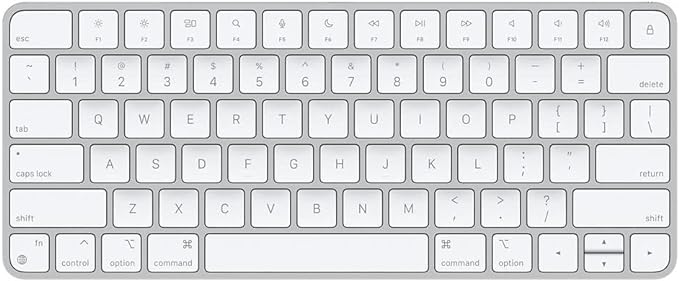 esc F1 F2 F3 F4 F5 F6 F7 F8 F9 F10 F11 F12
~ ! @ # $ % ^ & * ( ) _ +
` 1 2 3 4 5 6 7 8 9 0 - = delete
tab Q W E R T Y U I O P { [ } ] | \
caps lock A S D F G H J K L : ; " ' return
shift Z X C V B N M < , > . ? / shift
fn control option command command option